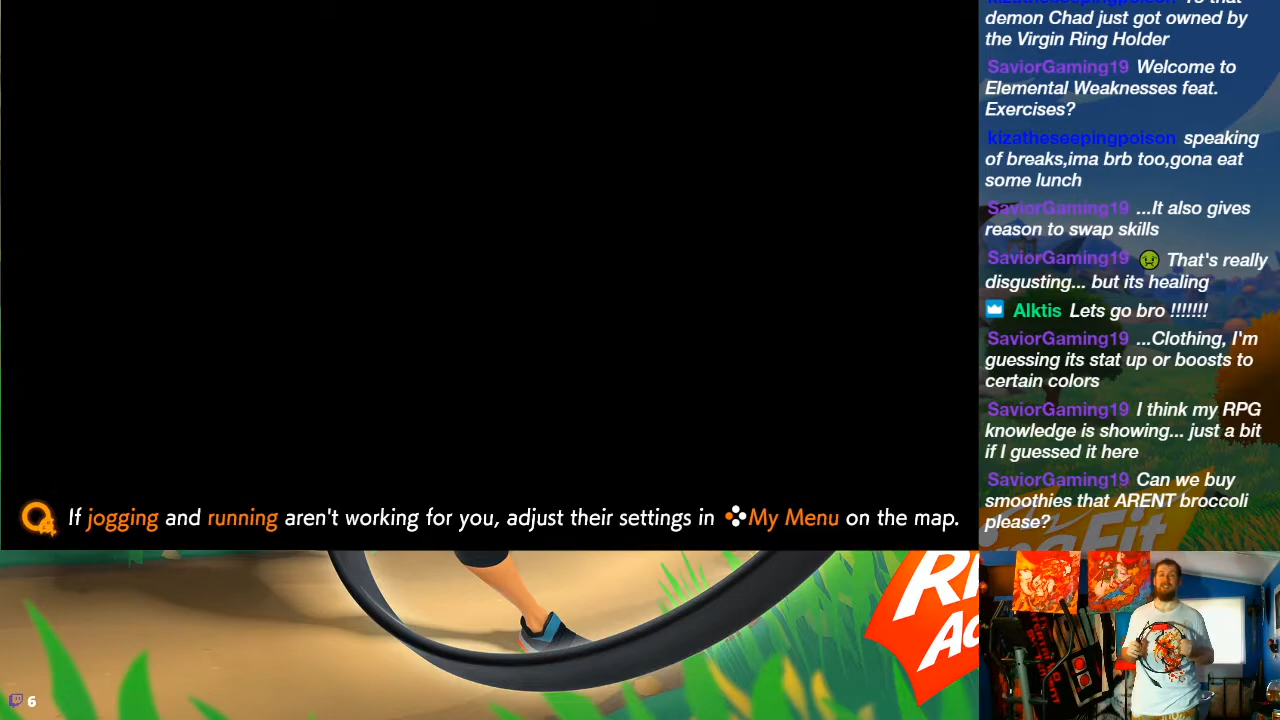 demon Chad just got owned by
the Virgin Ring Holder
SaviorGaming19 Welcome to
Elemental Weaknesses feat.
Exercises?
kizatheseepingpoison speaking
of breaks,ima brb too,gona eat
some lunch
SaviorGaming19 ...It also gives
reason to swap skills
SaviorGaming19 That's really
disgusting... but its healing
Alktis Lets go bro !!!!!!!
SaviorGaming19 ...Clothing, I'm
guessing its stat up or boosts to
certain colors
SaviorGaming19 I think my RPG
knowledge is showing... just a bit
if I guessed it here
SaviorGaming19 Can we buy
smoothies that ARENT broccoli
please?
If jogging and running aren't working for you, adjust their settings in My Menu on the map.
6